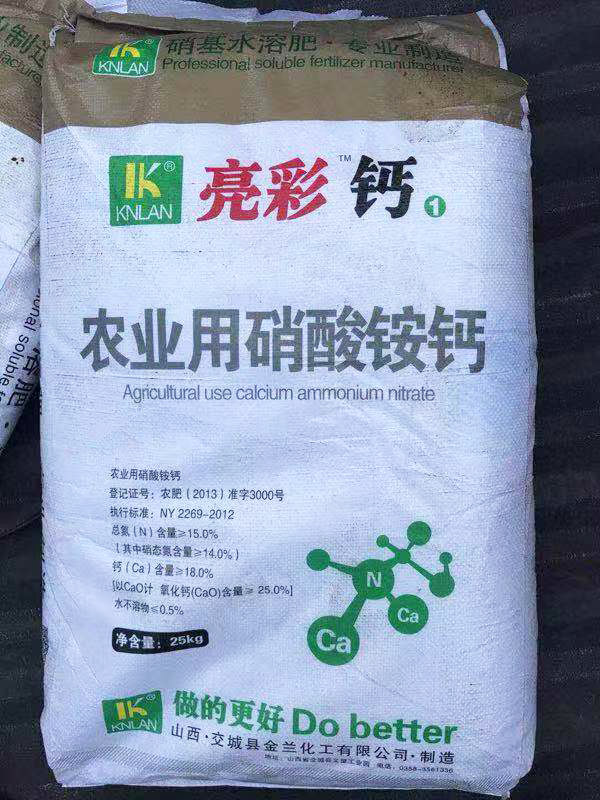 KNLAN ® 硝基水溶肥·专业制造
Professional soluble fertilizer manufacturer
KNLAN ® 亮彩™ 钙 1
农业用硝酸铵钙
Agricultural use calcium ammonium nitrate
农业用硝酸铵钙
登记证号：农肥（2013）准字3000号
执行标准：NY 2269-2012
总氮（N）含量≥15.0%
（其中硝态氮含量≥14.0%）
钙（Ca）含量≥18.0%
[以CaO计 氧化钙(CaO)含量≥ 25.0%]
水不溶物≤0.5%
净含量：25kg
N
Ca
Ca
KNLAN ® 做的更好 Do better
山西·交城县金兰化工有限公司·制造